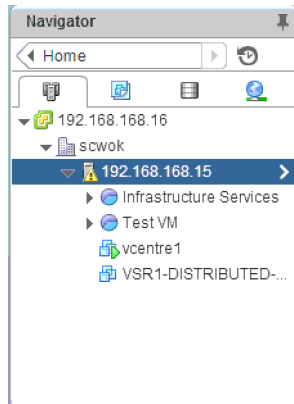 Navigator
Home
192.168.168.16
scwok
192.168.168.15
Infrastructure Services
Test VM
vcentre1
VSR1-DISTRIBUTED-...